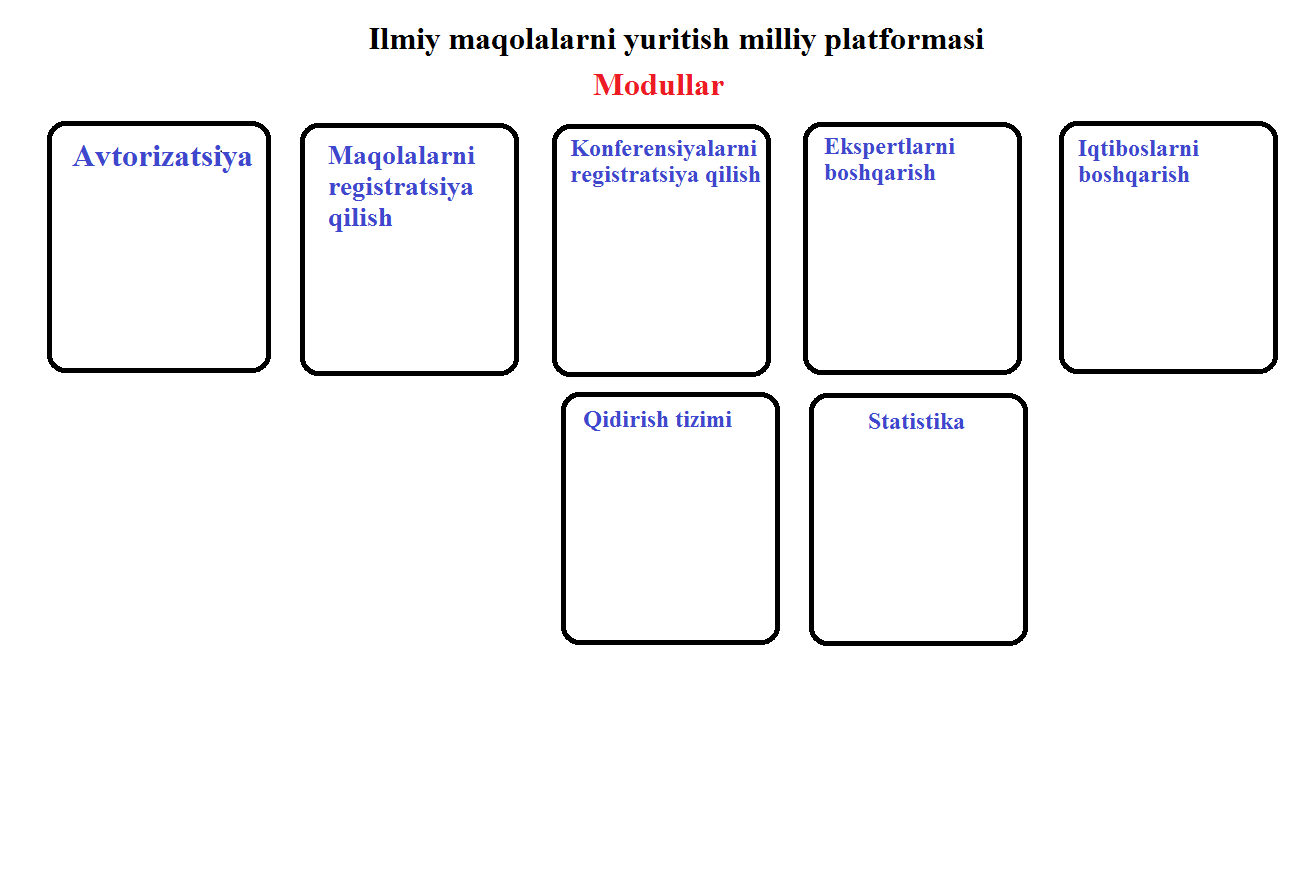 Ilmiy maqolalarni yuritish milliy platformasi
Modullar
Avtorizatsiya
Maqolalarni
registratsiya
qilish
Konferensiyalarni
registratsiya qilish
Ekspertlarni
boshqarish
Iqtiboslarni
boshqarish
Qidirish tizimi
Statistika